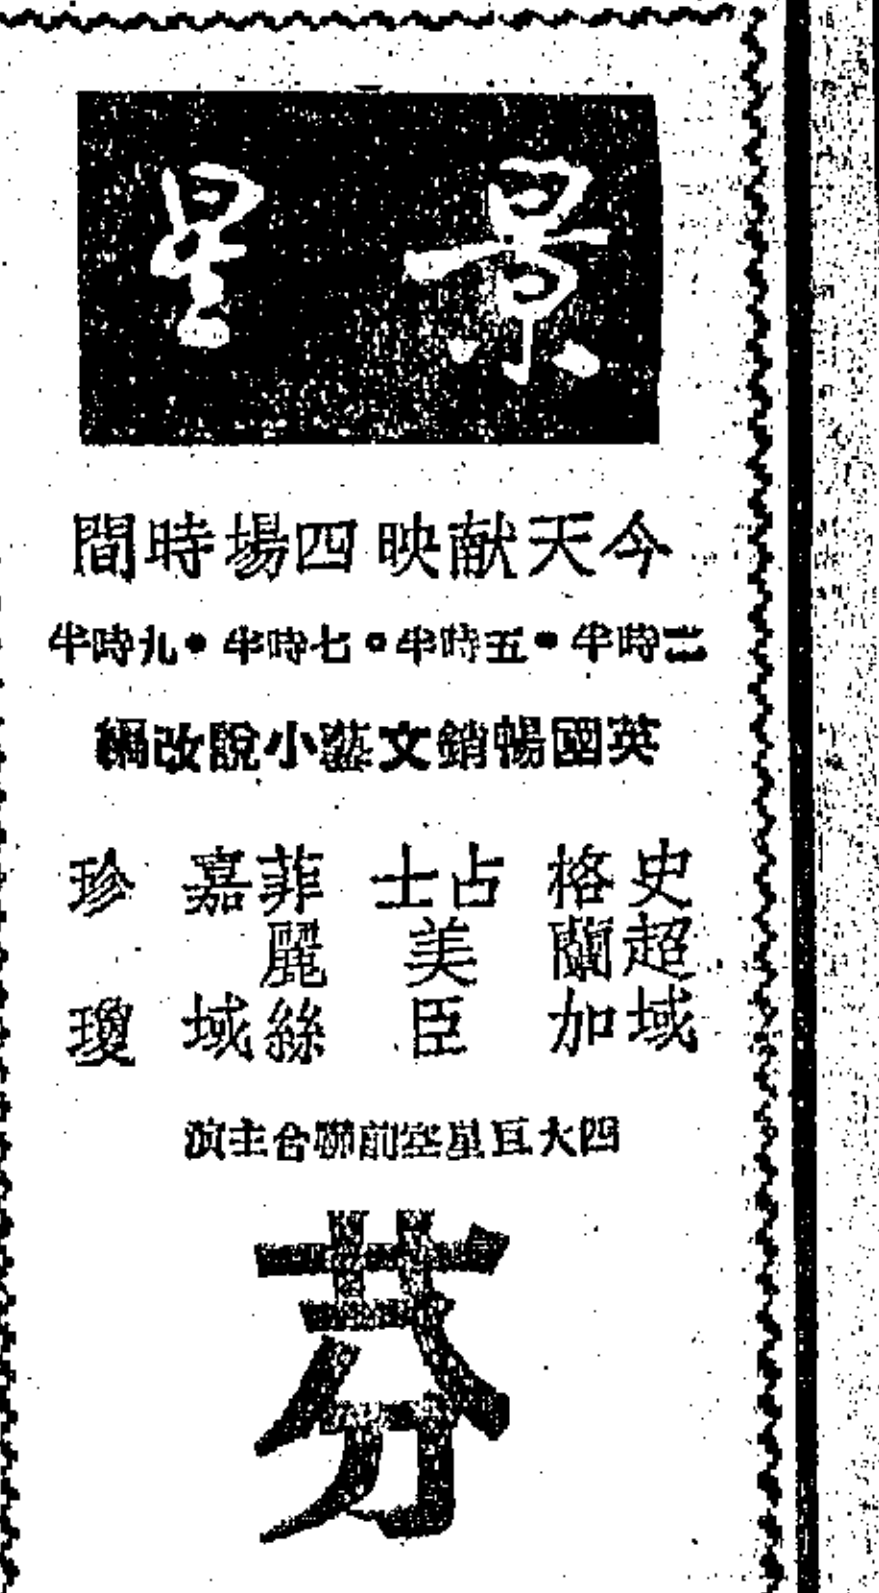 景星
今天献映四場時間
二時半•五時半。七時半•九時半
英國暢銷文藝小說改編
史超域
格蘭加
占士美臣
菲麗絲
嘉域
珍瓊
四大巨星空前聯合主演
芬